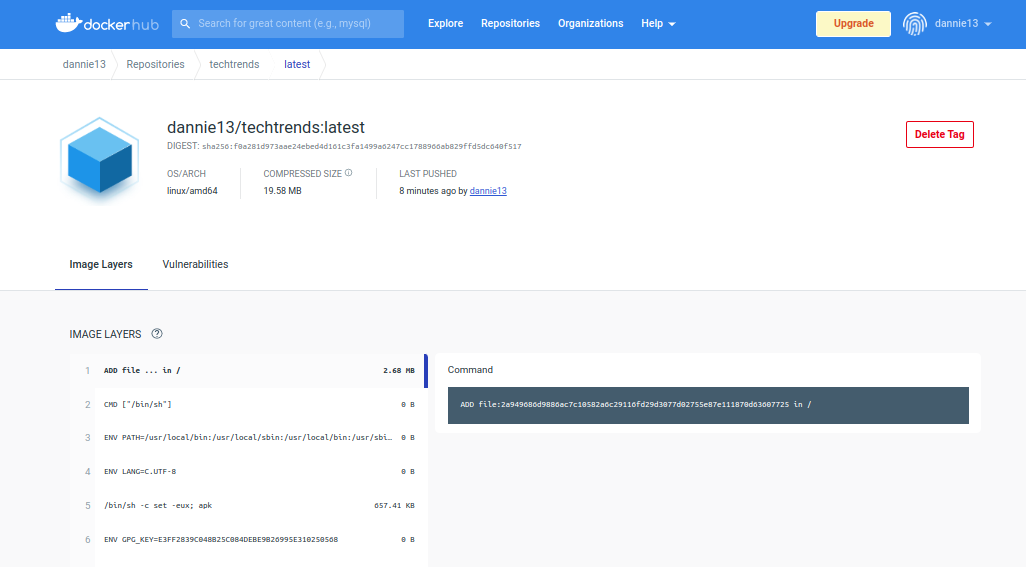 docker hub
Search for great content (e.g., mysql)
Explore
Repositories
Organizations
Help
Upgrade
dannie13
dannie13
Repositories
techtrends
latest
dannie13/techtrends:latest
DIGEST: sha256:f0a281d973aae24ebed4d161c3fa1499a6247cc1788966ab829ffd5dc640f517
Delete Tag
OS/ARCH
linux/amd64
COMPRESSED SIZE
19.58 MB
LAST PUSHED
8 minutes ago by dannie13
Image Layers
Vulnerabilities
IMAGE LAYERS
1 ADD file ... in / 2.68 MB
2 CMD ["/bin/sh"] 0 B
3 ENV PATH=/usr/local/bin:/usr/local/sbin:/usr/local/bin:/usr/sbi... 0 B
4 ENV LANG=C.UTF-8 0 B
5 /bin/sh -c set -eux; apk 657.41 KB
6 ENV GPG_KEY=E3FF2839C048B25C084DEBE9B26995E310250568 0 B
Command
ADD file:2a949686d9886ac7c10582a6c29116fd29d3077d02755e87e111870d63607725 in /